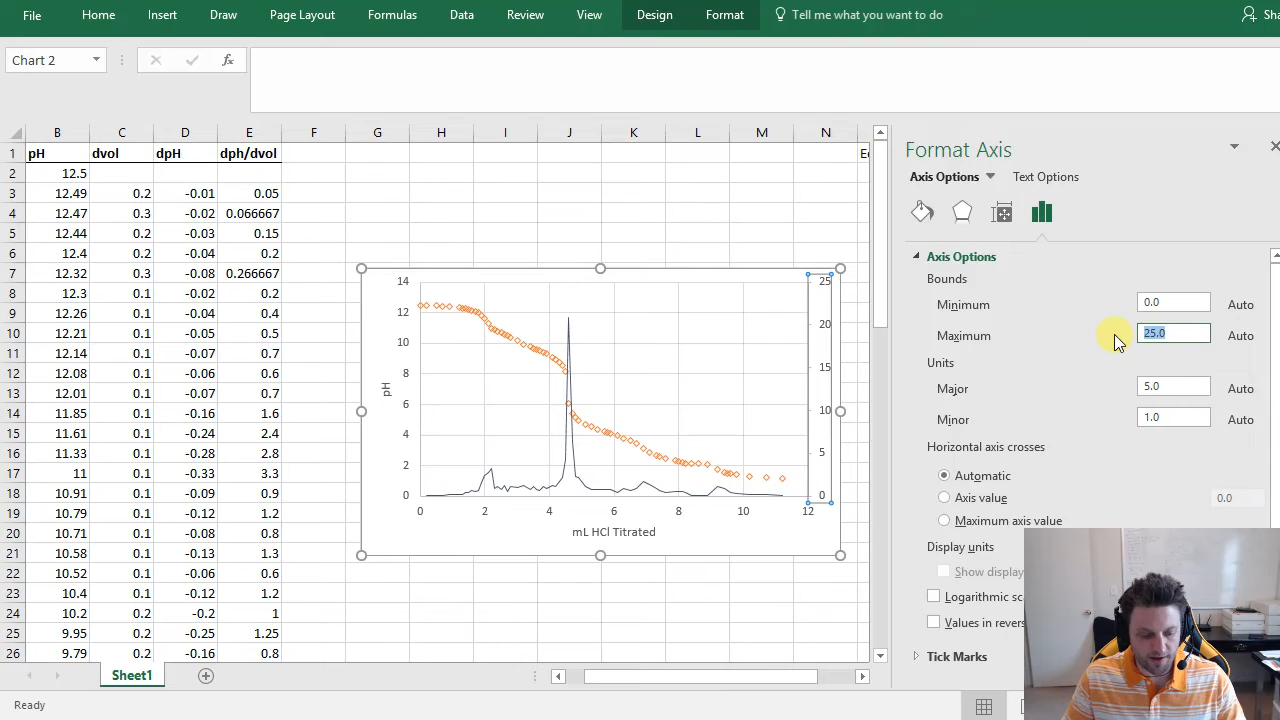 File Home Insert Draw Page Layout Formulas Data Review View Design Format Tell me what you want to do Sha
Chart 2 fx
B C D E F G H I J K L M N
1 pH dvol dpH dph/dvol
2 12.5
3 12.49 0.2 -0.01 0.05
4 12.47 0.3 -0.02 0.066667
5 12.44 0.2 -0.03 0.15
6 12.4 0.2 -0.04 0.2
7 12.32 0.3 -0.08 0.266667
8 12.3 0.1 -0.02 0.2
9 12.26 0.1 -0.04 0.4
10 12.21 0.1 -0.05 0.5
11 12.14 0.1 -0.07 0.7
12 12.08 0.1 -0.06 0.6
13 12.01 0.1 -0.07 0.7
14 11.85 0.1 -0.16 1.6
15 11.61 0.1 -0.24 2.4
16 11.33 0.1 -0.28 2.8
17 11 0.1 -0.33 3.3
18 10.91 0.1 -0.09 0.9
19 10.79 0.1 -0.12 1.2
20 10.71 0.1 -0.08 0.8
21 10.58 0.1 -0.13 1.3
22 10.52 0.1 -0.06 0.6
23 10.4 0.1 -0.12 1.2
24 10.2 0.2 -0.2 1
25 9.95 0.2 -0.25 1.25
26 9.79 0.2 -0.16 0.8
14 25
12
20
10
15
8
pH
6 10
4
5
2
0 0
0 2 4 6 8 10 12
mL HCl Titrated
Format Axis
Axis Options Text Options
Axis Options
Bounds
Minimum 0.0 Auto
Maximum 25.0 Auto
Units
Major 5.0 Auto
Minor 1.0 Auto
Horizontal axis crosses
Automatic
Axis value 0.0
Maximum axis value
Display units
Show display
Logarithmic
Values in
Tick Marks
Sheet1
Ready